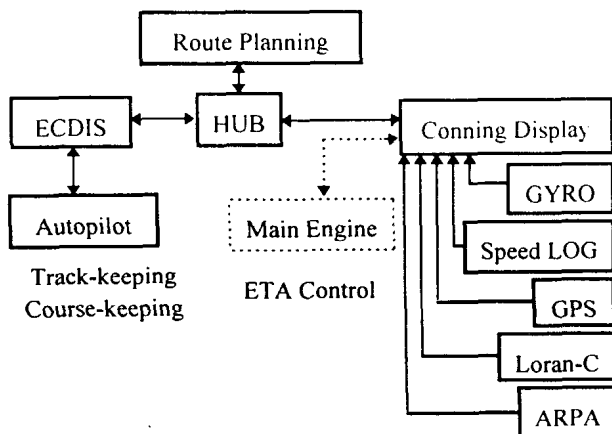 Route Planning
ECDIS
HUB
Conning Display
Autopilot
Main Engine
GYRO
Speed LOG
GPS
Loran-C
ARPA
Track-keeping
Course-keeping
ETA Control